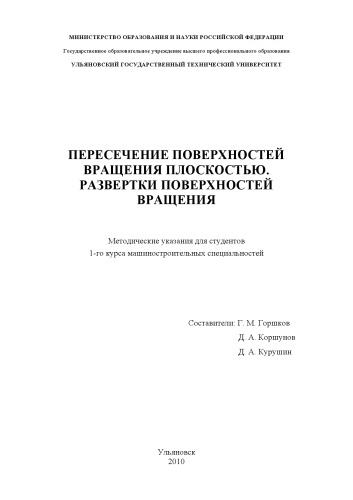 МИНИСТЕРСТВО ОБРАЗОВАНИЯ И НАУКИ РОССИЙСКОЙ ФЕДЕРАЦИИ
Государственное образовательное учреждение высшего профессионального образования
УЛЬЯНОВСКИЙ ГОСУДАРСТВЕННЫЙ ТЕХНИЧЕСКИЙ УНИВЕРСИТЕТ
ПЕРЕСЕЧЕНИЕ ПОВЕРХНОСТЕЙ
ВРАЩЕНИЯ ПЛОСКОСТЬЮ.
РАЗВЕРТКИ ПОВЕРХНОСТЕЙ
ВРАЩЕНИЯ
Методические указания для студентов
1-го курса машиностроительных специальностей
Составители: Г. М. Горшков
Д. А. Коршунов
Д. А. Курушин
Ульяновск
2010